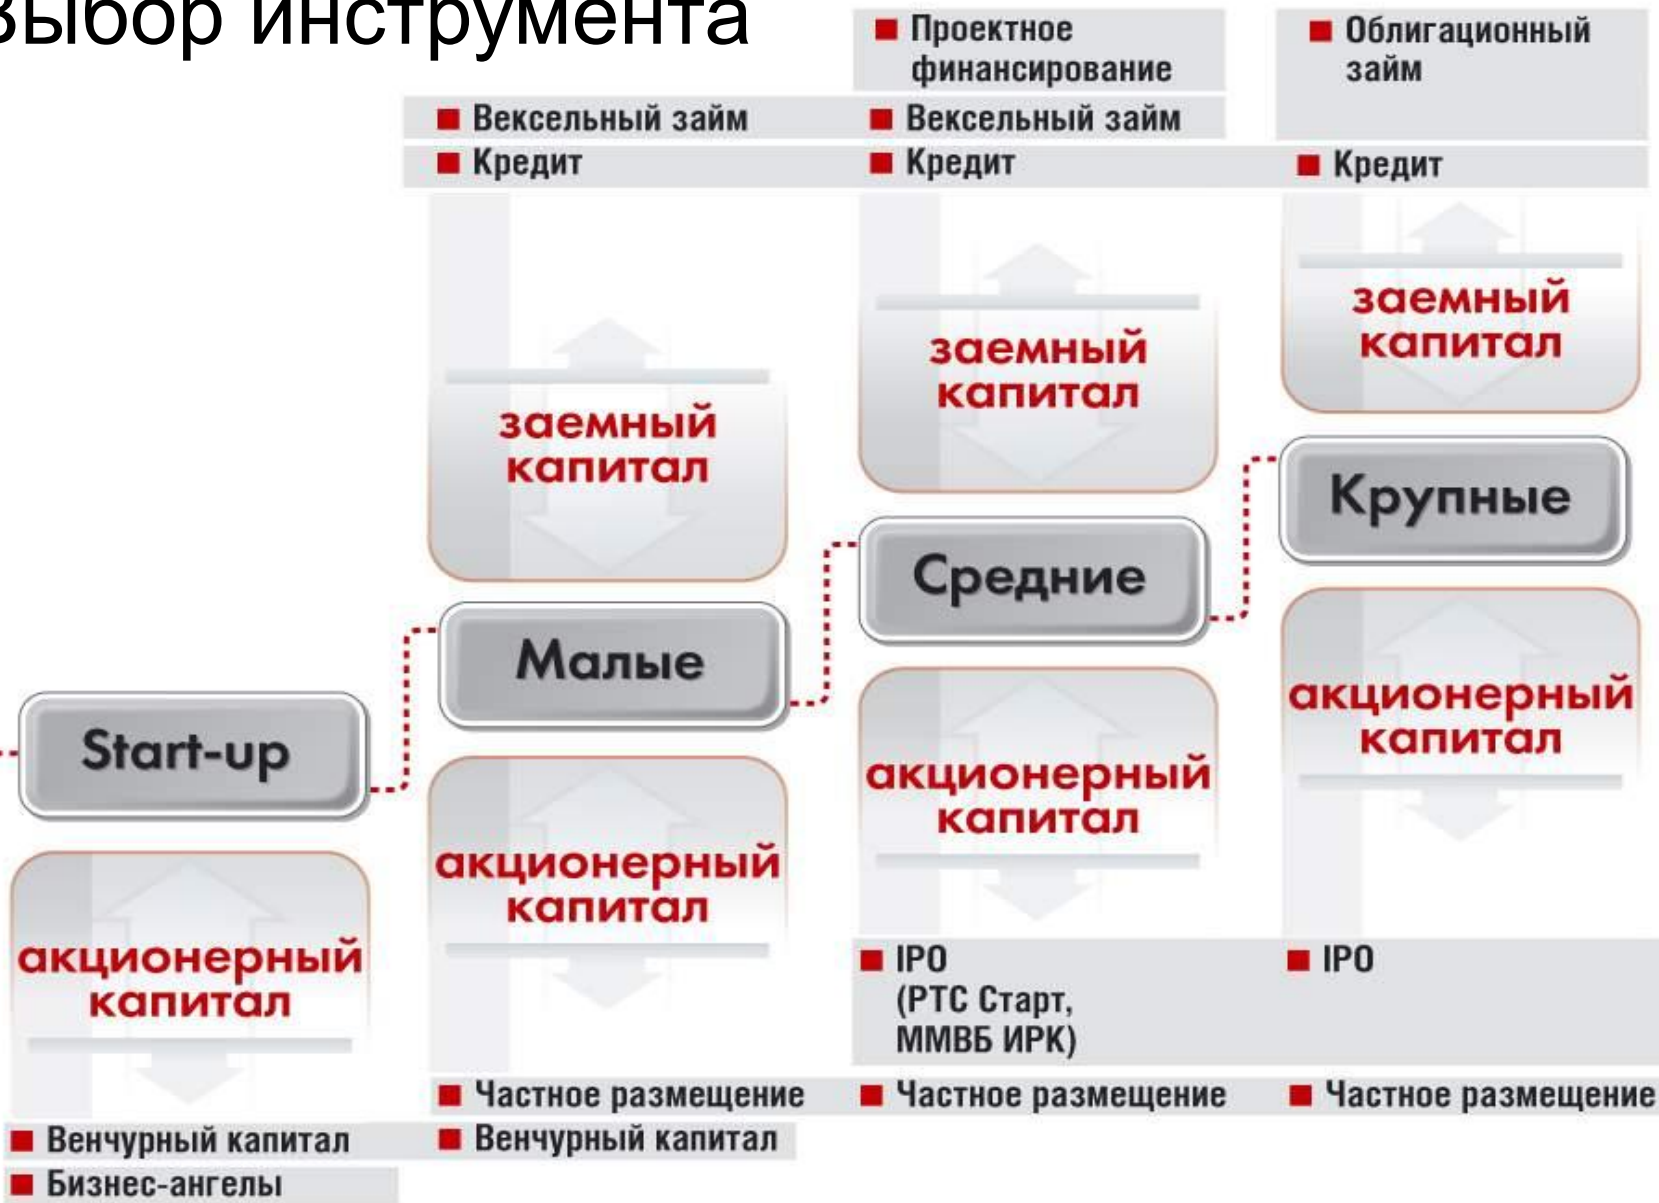 Выбор инструмента
Проектное
финансирование
Облигационный
займ
Вексельный займ
Вексельный займ
Кредит
Кредит
Кредит
заемный
капитал
заемный
капитал
заемный
капитал
Start-up
Малые
Средние
Крупные
акционерный
капитал
акционерный
капитал
акционерный
капитал
акционерный
капитал
IPO
(РТС Старт,
ММВБ ИРК)
IPO
Частное размещение
Частное размещение
Частное размещение
Венчурный капитал
Венчурный капитал
Бизнес-ангелы